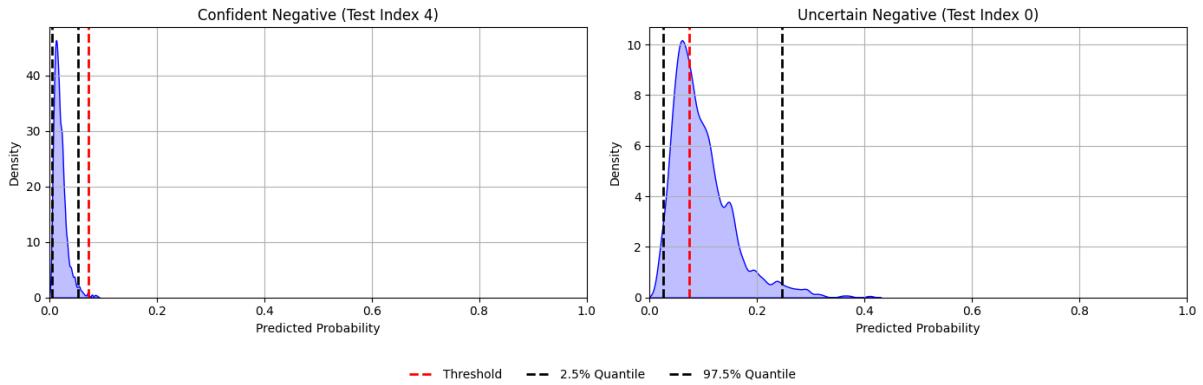 Confident Negative (Test Index 4)
Density
40
30
20
10
0
0.0 0.2 0.4 0.6 0.8 1.0
Predicted Probability
Uncertain Negative (Test Index 0)
Density
10
8
6
4
2
0
0.0 0.2 0.4 0.6 0.8 1.0
Predicted Probability
Threshold 2.5% Quantile 97.5% Quantile